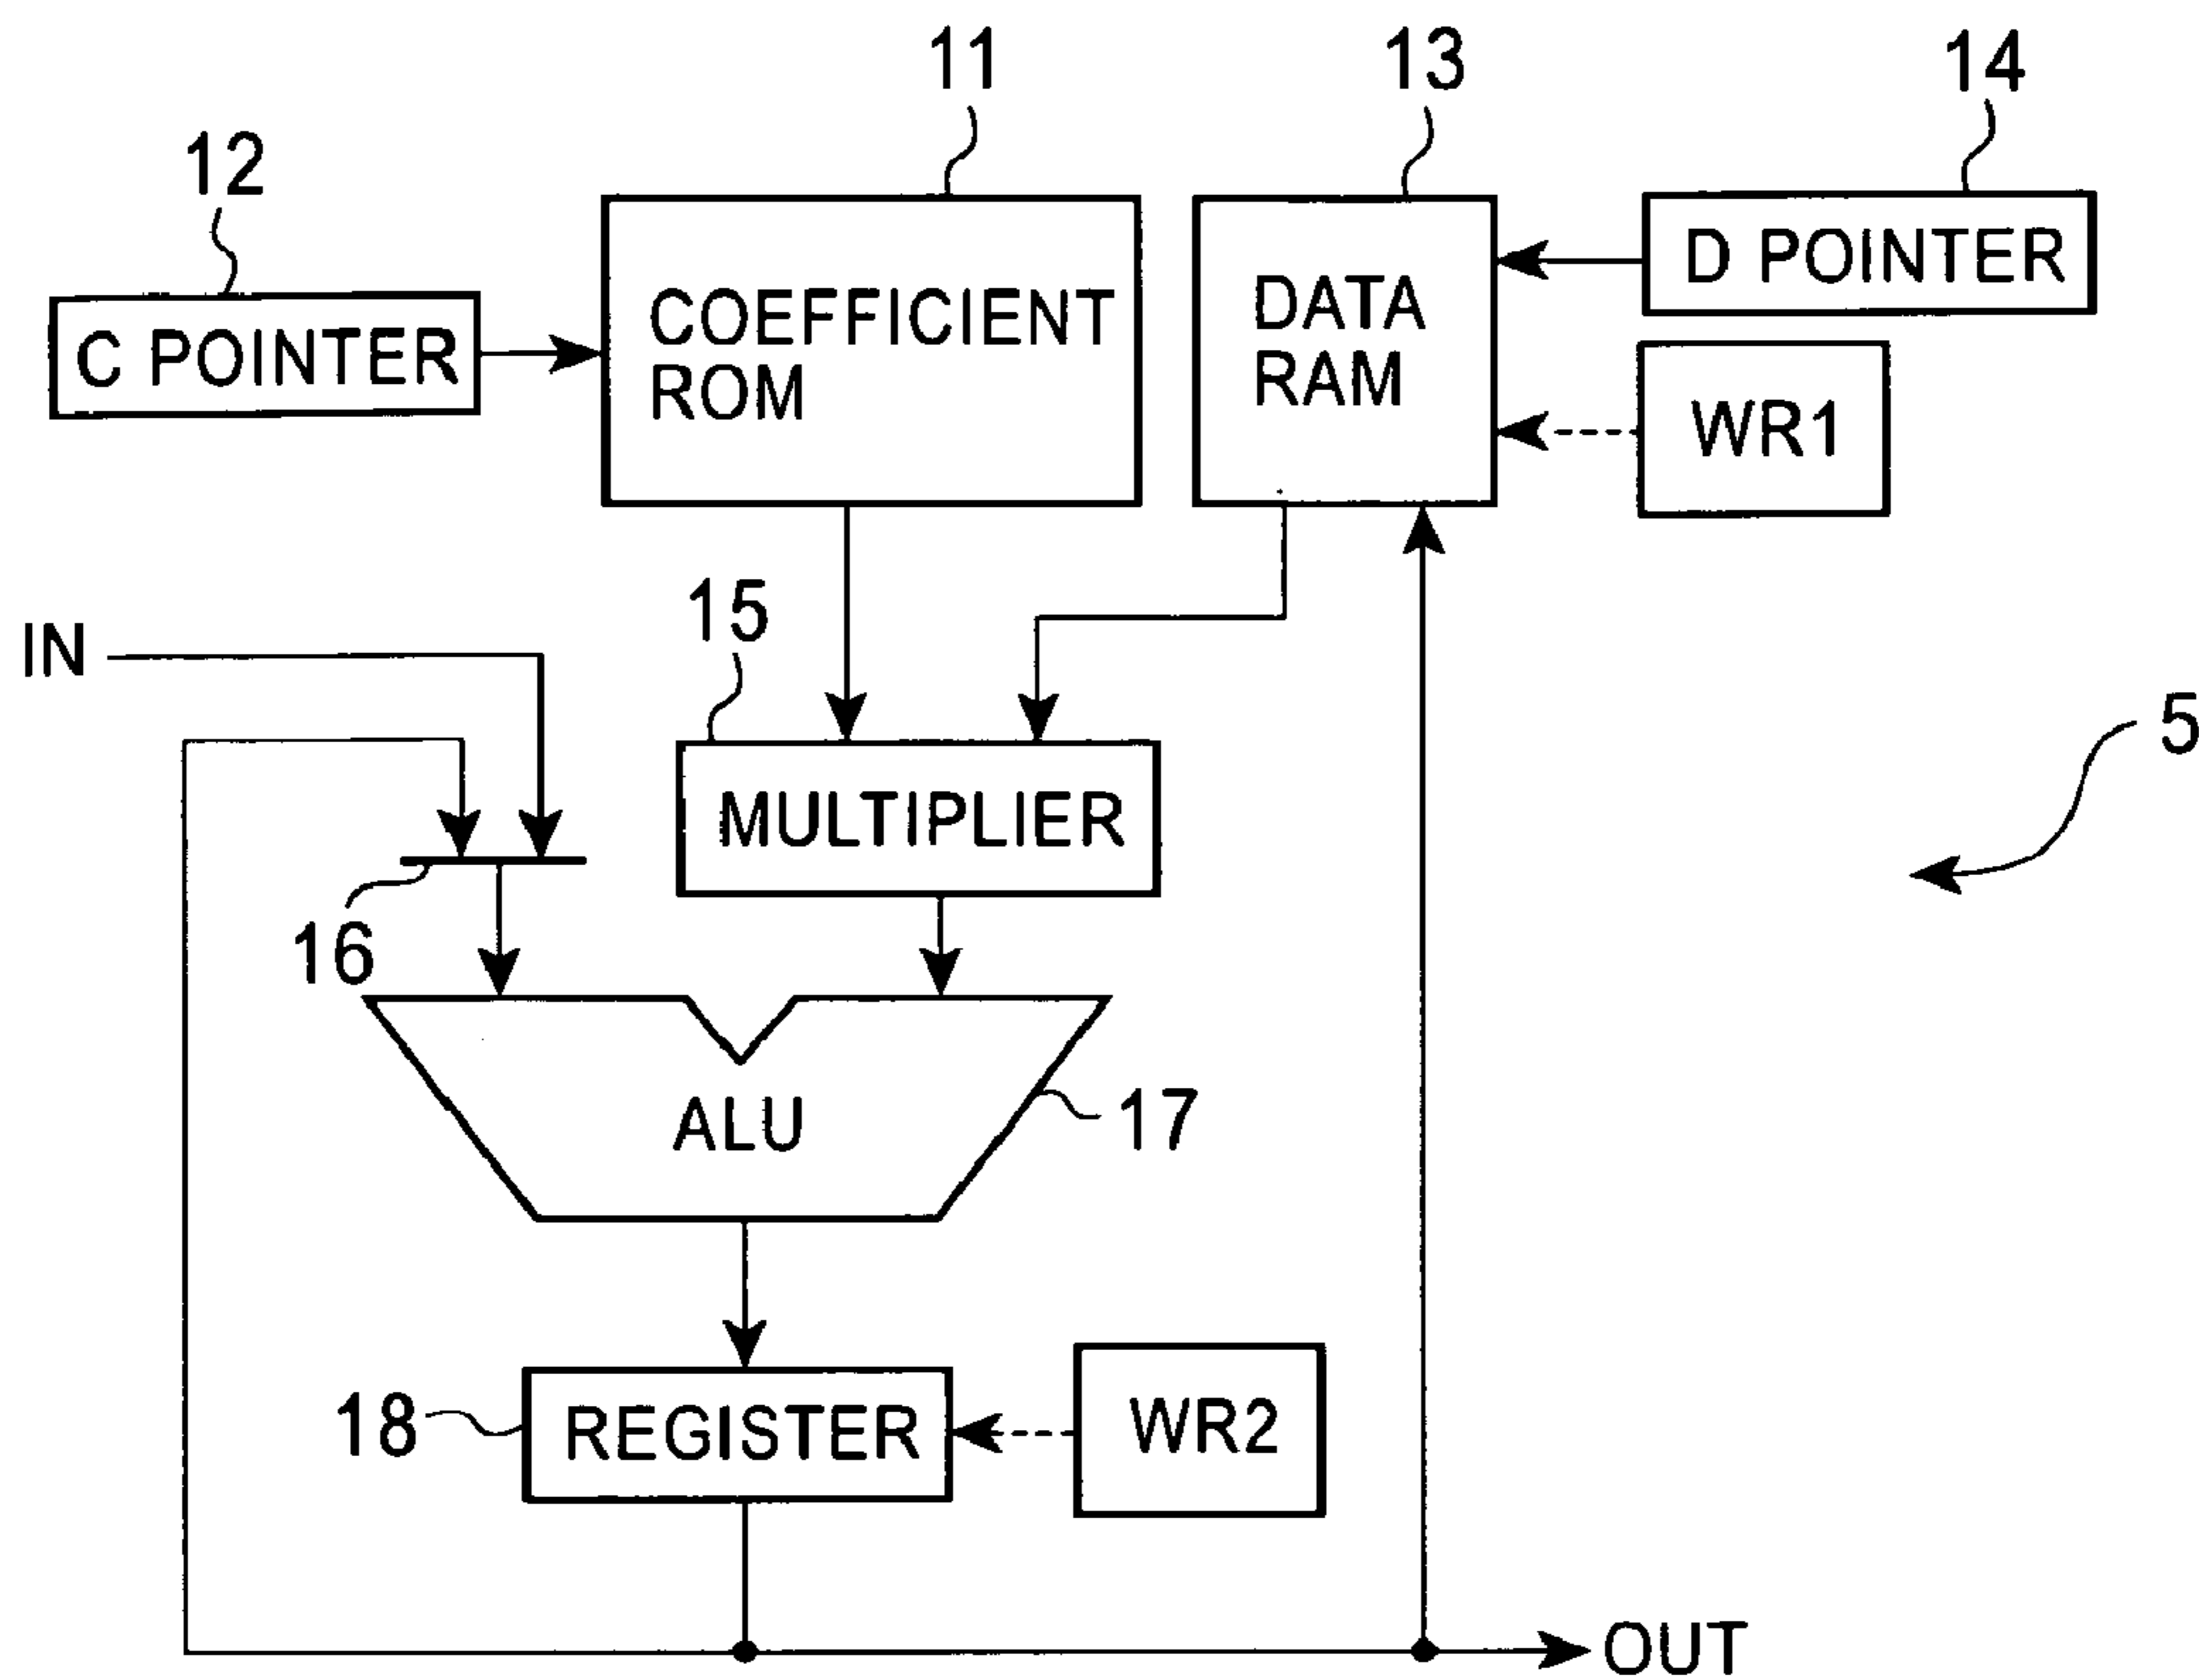 11
13
14
12
D POINTER
COEFFICIENT
ROM
DATA
RAM
C POINTER
WR1
15
IN
5
MULTIPLIER
16
ALU
17
18
REGISTER
WR2
OUT